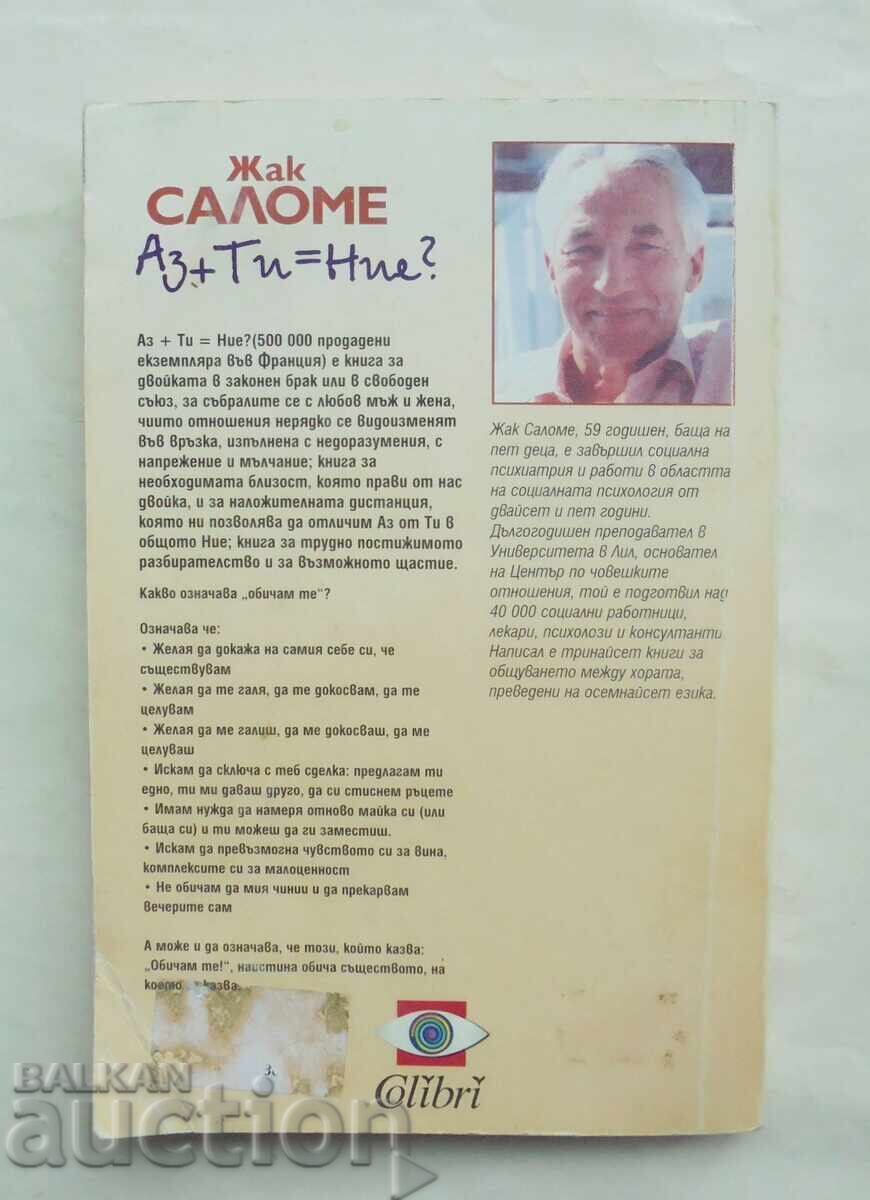 Жак
САЛОМЕ
Аз+Ти=Ние?
Аз + Ти = Ние?(500 000 продадени
екземпляра във Франция) е книга за
двойката в законен брак или в свободен
съюз, за събралите се с любов мъж и жена,
чиито отношения нерядко се видоизменят
във връзка, изпълнена с недоразумения, с
напрежение и мълчание; книга за
необходимата близост, която прави от нас
двойка, и за наложителната дистанция,
която ни позволява да отличим Аз от Ти в
общото Ние; книга за трудно постижимото
разбирателство и за възможното щастие.
Какво означава „обичам те"?
Означава че:
• Желая да докажа на самия себе си, че
съществувам
• Желая да те галя, да те докосвам, да те
целувам
• Желая да ме галиш, да ме докосваш, да ме
целуваш
• Искам да сключа с теб сделка: предлагам ти
едно, ти ми даваш друго, да си стиснем ръцете
• Имам нужда да намеря отново майка си (или
баща си) и ти можеш да ги заместиш.
• Искам да превъзмогна чувството си за вина,
комплексите си за малоценност
• Не обичам да мия чинии и да прекарвам
вечерите сам
А може и да означава, че този, който казва:
„Обичам те!", наистина обича същество, на
което казва.
Жак Саломе, 59 годишен, баща на
пет деца, е завършил социална
психиатрия и работи в областта
на социалната психология от
двайсет и пет години.
Дългогодишен преподавател в
Университета в Лил, основател
на Център по човешките
отношения, той е подготвил над
40 000 социални работници,
лекари, психолози и консултанти
Написал е тринайсет книги за
общуването между хората,
преведени на осемнайсет езика.
Colibri
BALKAN
auction